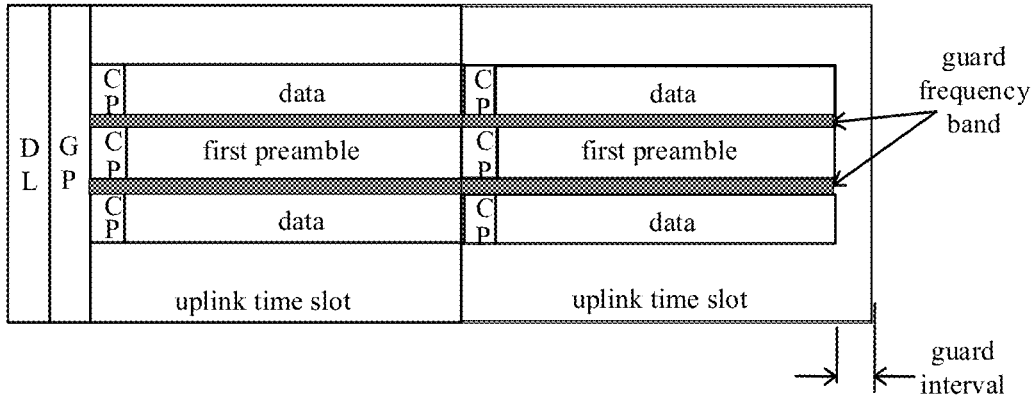 D
L
G
P
C
P
data
C
P
data
guard
frequency
band
C
P
first preamble
C
P
first preamble
C
P
data
C
P
data
uplink time slot
uplink time slot
guard
interval